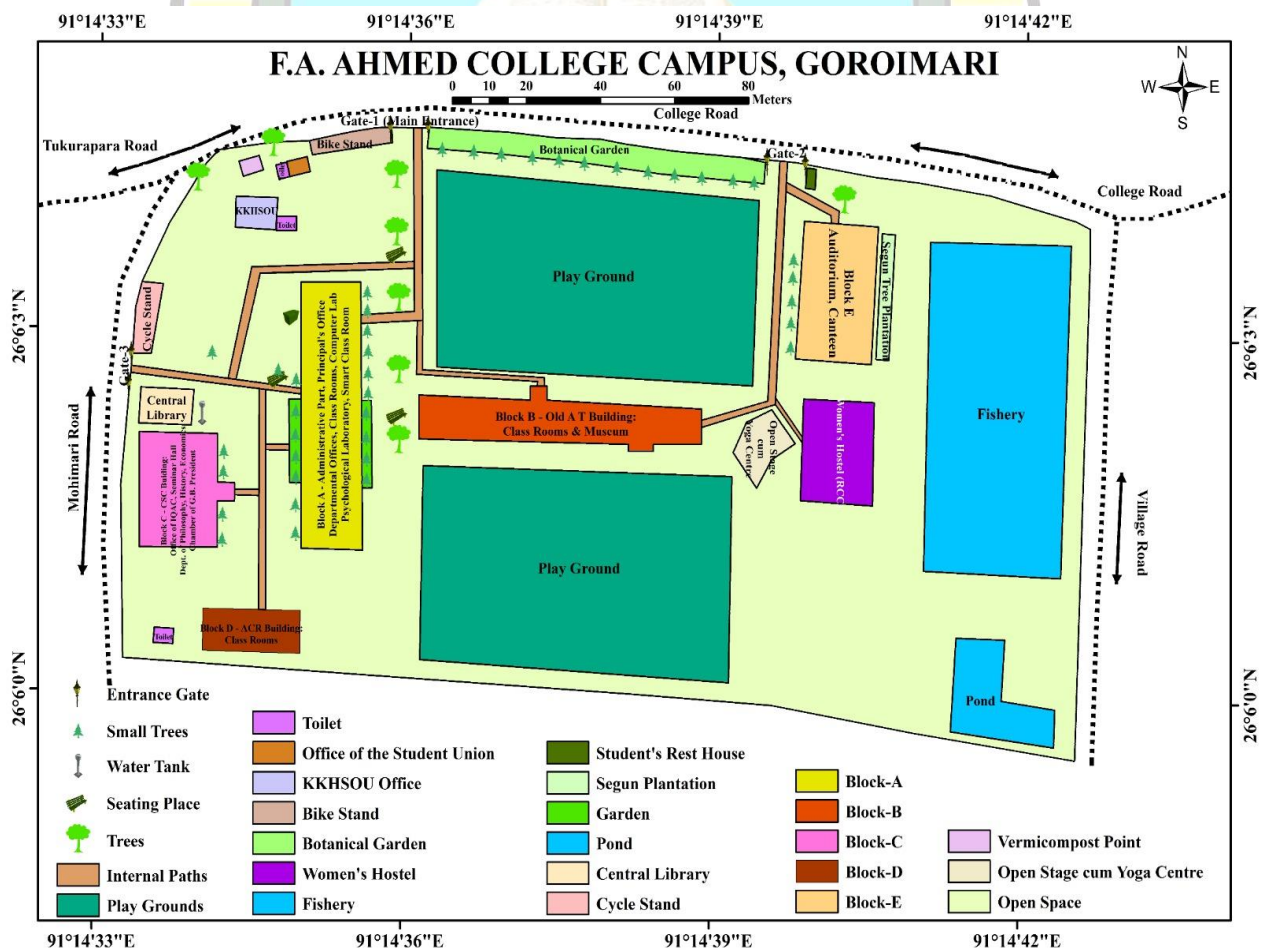 91°14'33"E
91°14'36"E
91°14'39"E
91°14'42"E
F.A. AHMED COLLEGE CAMPUS, GOROIMARI
N
W
E
S
0 10 20 40 60 80
Meters
College Road
Gate-1 (Main Entrance)
Tukurapara Road
Bike Stand
Botanical Garden
Gate-2
College Road
KKHSOU
Toilet
Play Ground
Block E
Auditorium, Canteen
Segun Tree Plantation
Cycle Stand
26°6'3"N
26°6'3"N
Gate-3
Central
Library
Block A - Administrative Part, Principal's Office
Departmental Offices, Class Rooms, Computer Lab
Psychological Laboratory, Smart Class Room
Block B - Old A T Building:
Class Rooms & Muscum
Open Stage
cum
Yoga Centre
Women's Hostel (RCC
Fishery
Mohimari Road
Block C - CSC Buiding:
Office of IQAC, Seminar Hall
Dept. of Philosophy, History, Economics
Chamber of G.B. President
Play Ground
Village Road
Toilet
Block D - ACR Building:
Class Rooms
Pond
26°6'0"N
26°6'0"N
Entrance Gate
Small Trees
Water Tank
Seating Place
Trees
Internal Paths
Play Grounds
Toilet
Office of the Student Union
KKHSOU Office
Bike Stand
Botanical Garden
Women's Hostel
Fishery
Student's Rest House
Segun Plantation
Garden
Pond
Central Library
Cycle Stand
Block-A
Block-B
Block-C
Block-D
Block-E
Vermicompost Point
Open Stage cum Yoga Centre
Open Space
91°14'33"E
91°14'36"E
91°14'39"E
91°14'42"E